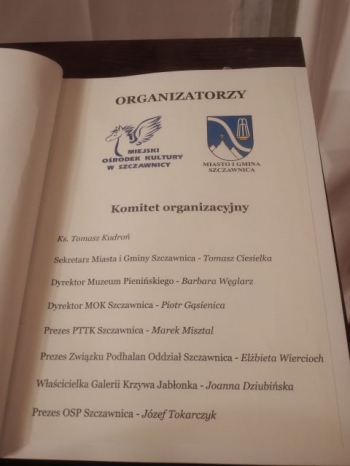 ORGANIZATORZY
MIEJSKI
OŚRODEK KULTURY
W SZCZAWNICY
MIASTO I GMINA
SZCZAWNICA
Komitet organizacyjny
Ks. Tomasz Kudroń
Sekretarz Miasta i Gminy Szczawnica - Tomasz Ciesielka
Dyrektor Muzeum Pienińskiego - Barbara Węglarz
Dyrektor MOK Szczawnica - Piotr Gąsienica
Prezes PTTK Szczawnica - Marek Misztal
Prezes Związku Podhalan Oddział Szczawnica - Elżbieta Wiercioch
Właścicielka Galerii Krzywa Jabłonka - Joanna Dziubińska
Prezes OSP Szczawnica - Józef Tokarczyk